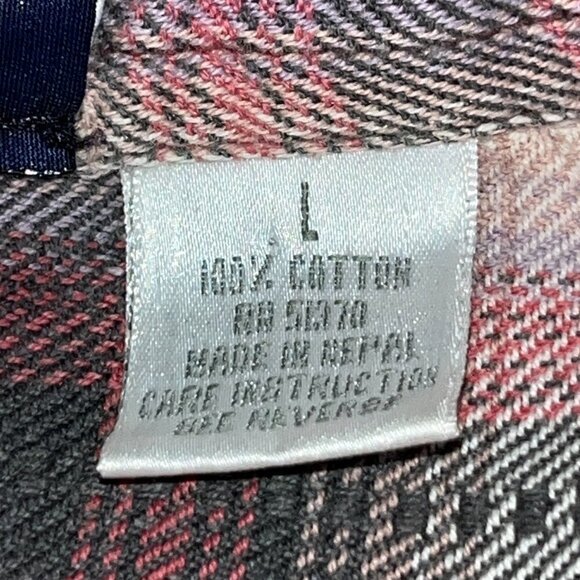 L
100% COTTON
RN 51370
MADE IN NEPAL
CARE INSTRUCTION
SEE REVERSE